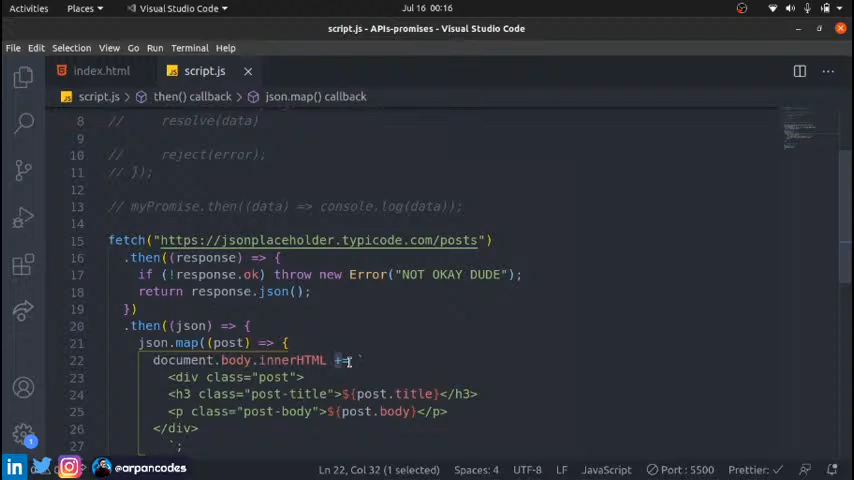 Activities Places Visual Studio Code Jul 16 00:16
script.js - APIs-promises - Visual Studio Code
File Edit Selection View Go Run Terminal Help
index.html script.js
script.js > then() callback > json.map() callback
8 // resolve(data)
9
10 // reject(error);
11 // });
12
13 // myPromise.then((data) => console.log(data));
14
15 fetch("https://jsonplaceholder.typicode.com/posts")
16 .then((response) => {
17 if (!response.ok) throw new Error("NOT OKAY DUDE");
18 return response.json();
19 })
20 .then((json) => {
21 json.map((post) => {
22 document.body.innerHTML += `
23 <div class="post">
24 <h3 class="post-title">${post.title}</h3>
25 <p class="post-body">${post.body}</p>
26 </div>
27 `;
1
in @arpancodes Ln 22, Col 32 (1 selected) Spaces: 4 UTF-8 LF JavaScript Port : 5500 Prettier: ✓